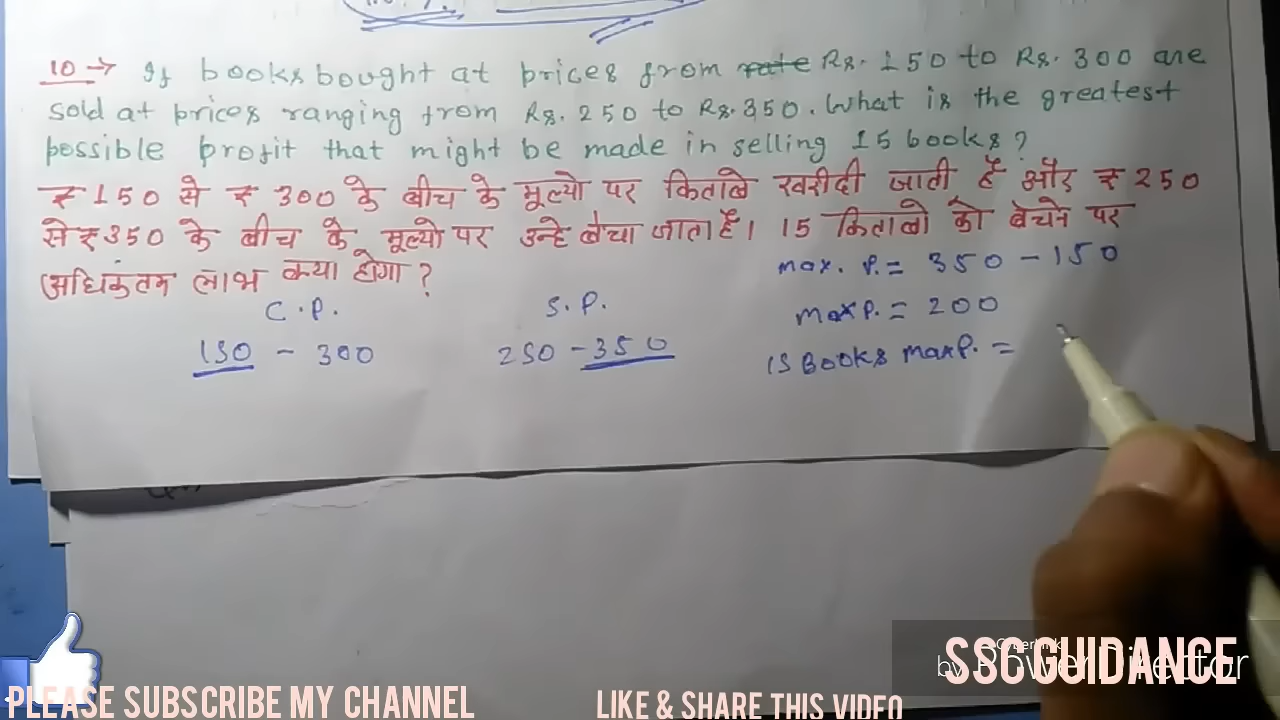 10→ If books bought at prices from rate Rs. 150 to Rs. 300 are
sold at prices ranging from Rs. 250 to Rs. 350. What is the greatest
possible profit that might be made in selling 15 books?
₹ 150 से ₹ 300 के बीच के मूल्यो पर किताबे खरीदी जाती है और ₹ 250
से ₹ 350 के बीच के मूल्यो पर उन्हे बेचा जाता है। 15 किताबो को बेचने पर
अधिकतम लाभ क्या होगा?
max. P. = 350 - 150
C.P. S.P. max P. = 200
150 - 300 250 - 350 15 Books max P. =
SSCGUIDANCE
by PowerDirector
PLEASE SUBSCRIBE MY CHANNEL LIKE & SHARE THIS VIDEO